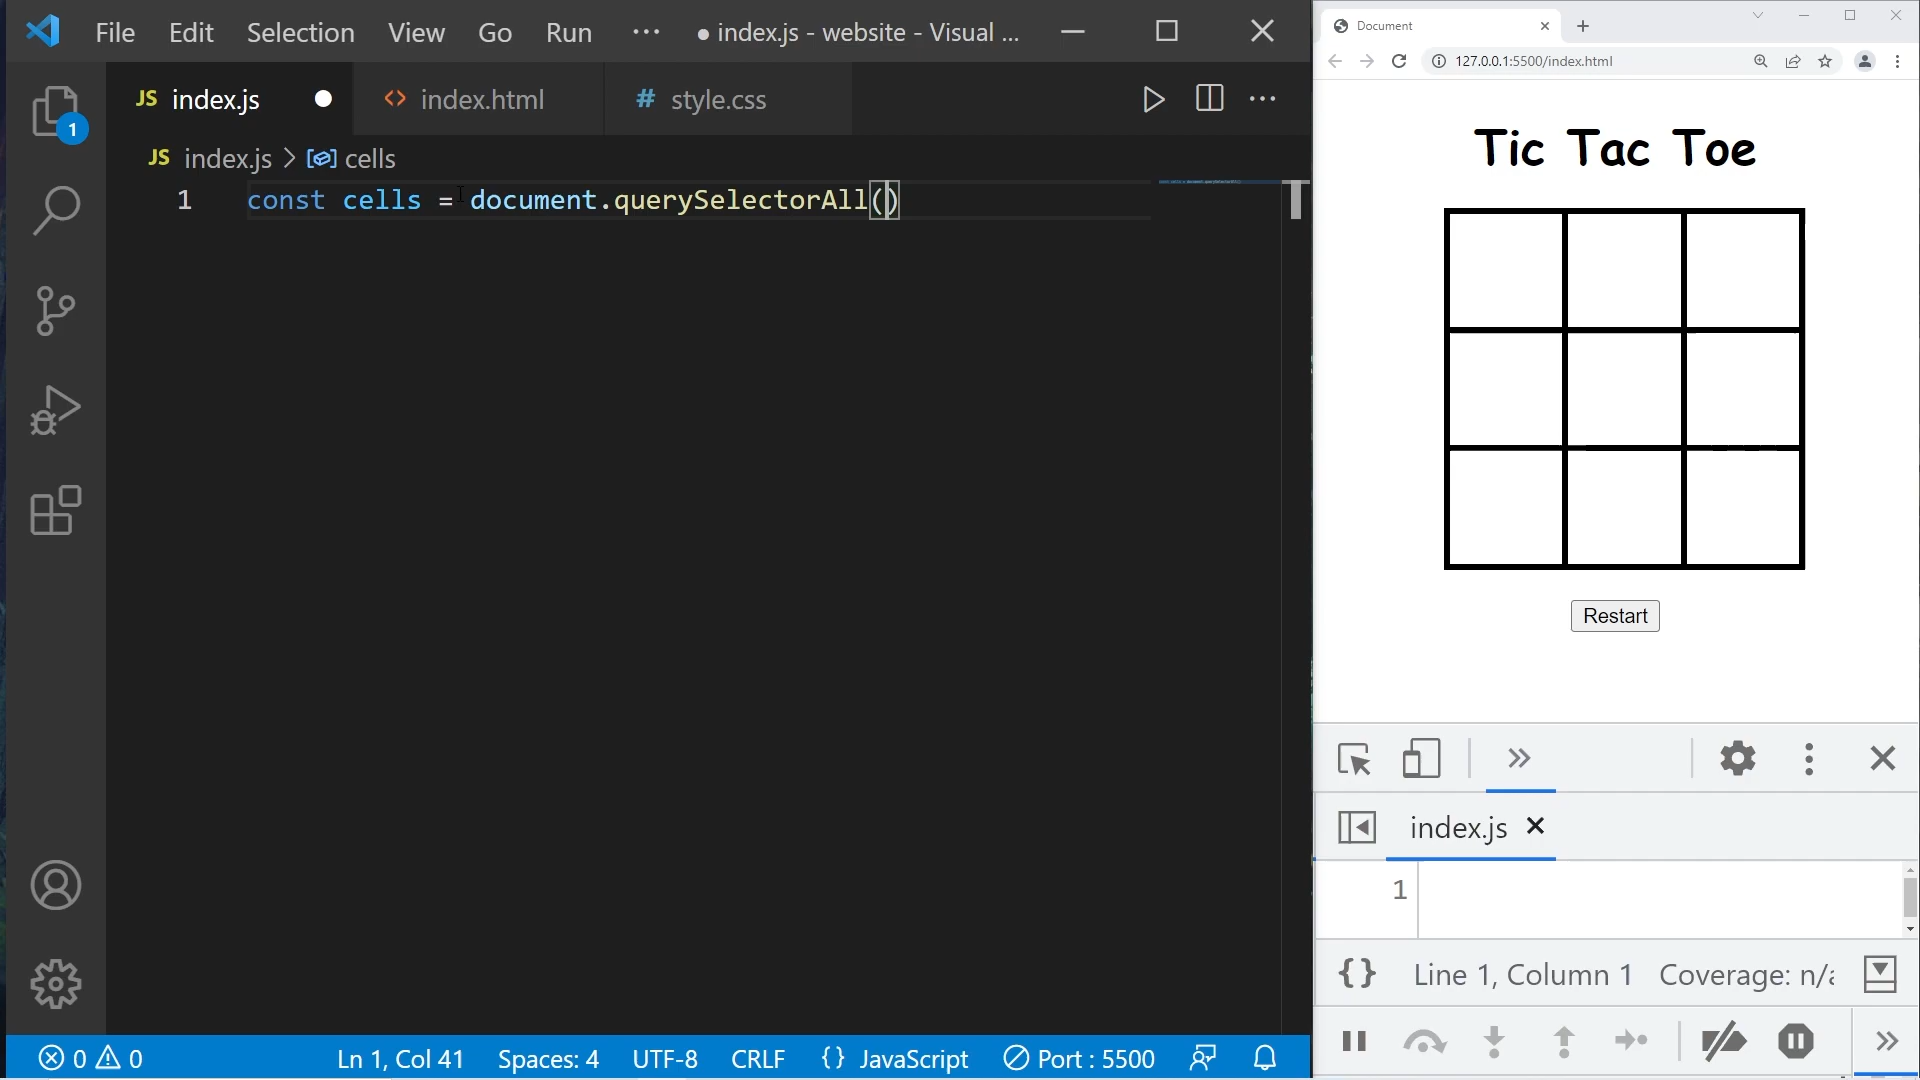 File Edit Selection View Go Run ··· ● index.js - website - Visual ...
JS index.js ● <> index.html # style.css
JS index.js > cells
1 const cells = document.querySelectorAll()
1
0 0 Ln 1, Col 41 Spaces: 4 UTF-8 CRLF {} JavaScript Port : 5500
Document
127.0.0.1:5500/index.html
Tic Tac Toe
Restart
index.js
1
{} Line 1, Column 1 Coverage: n/a